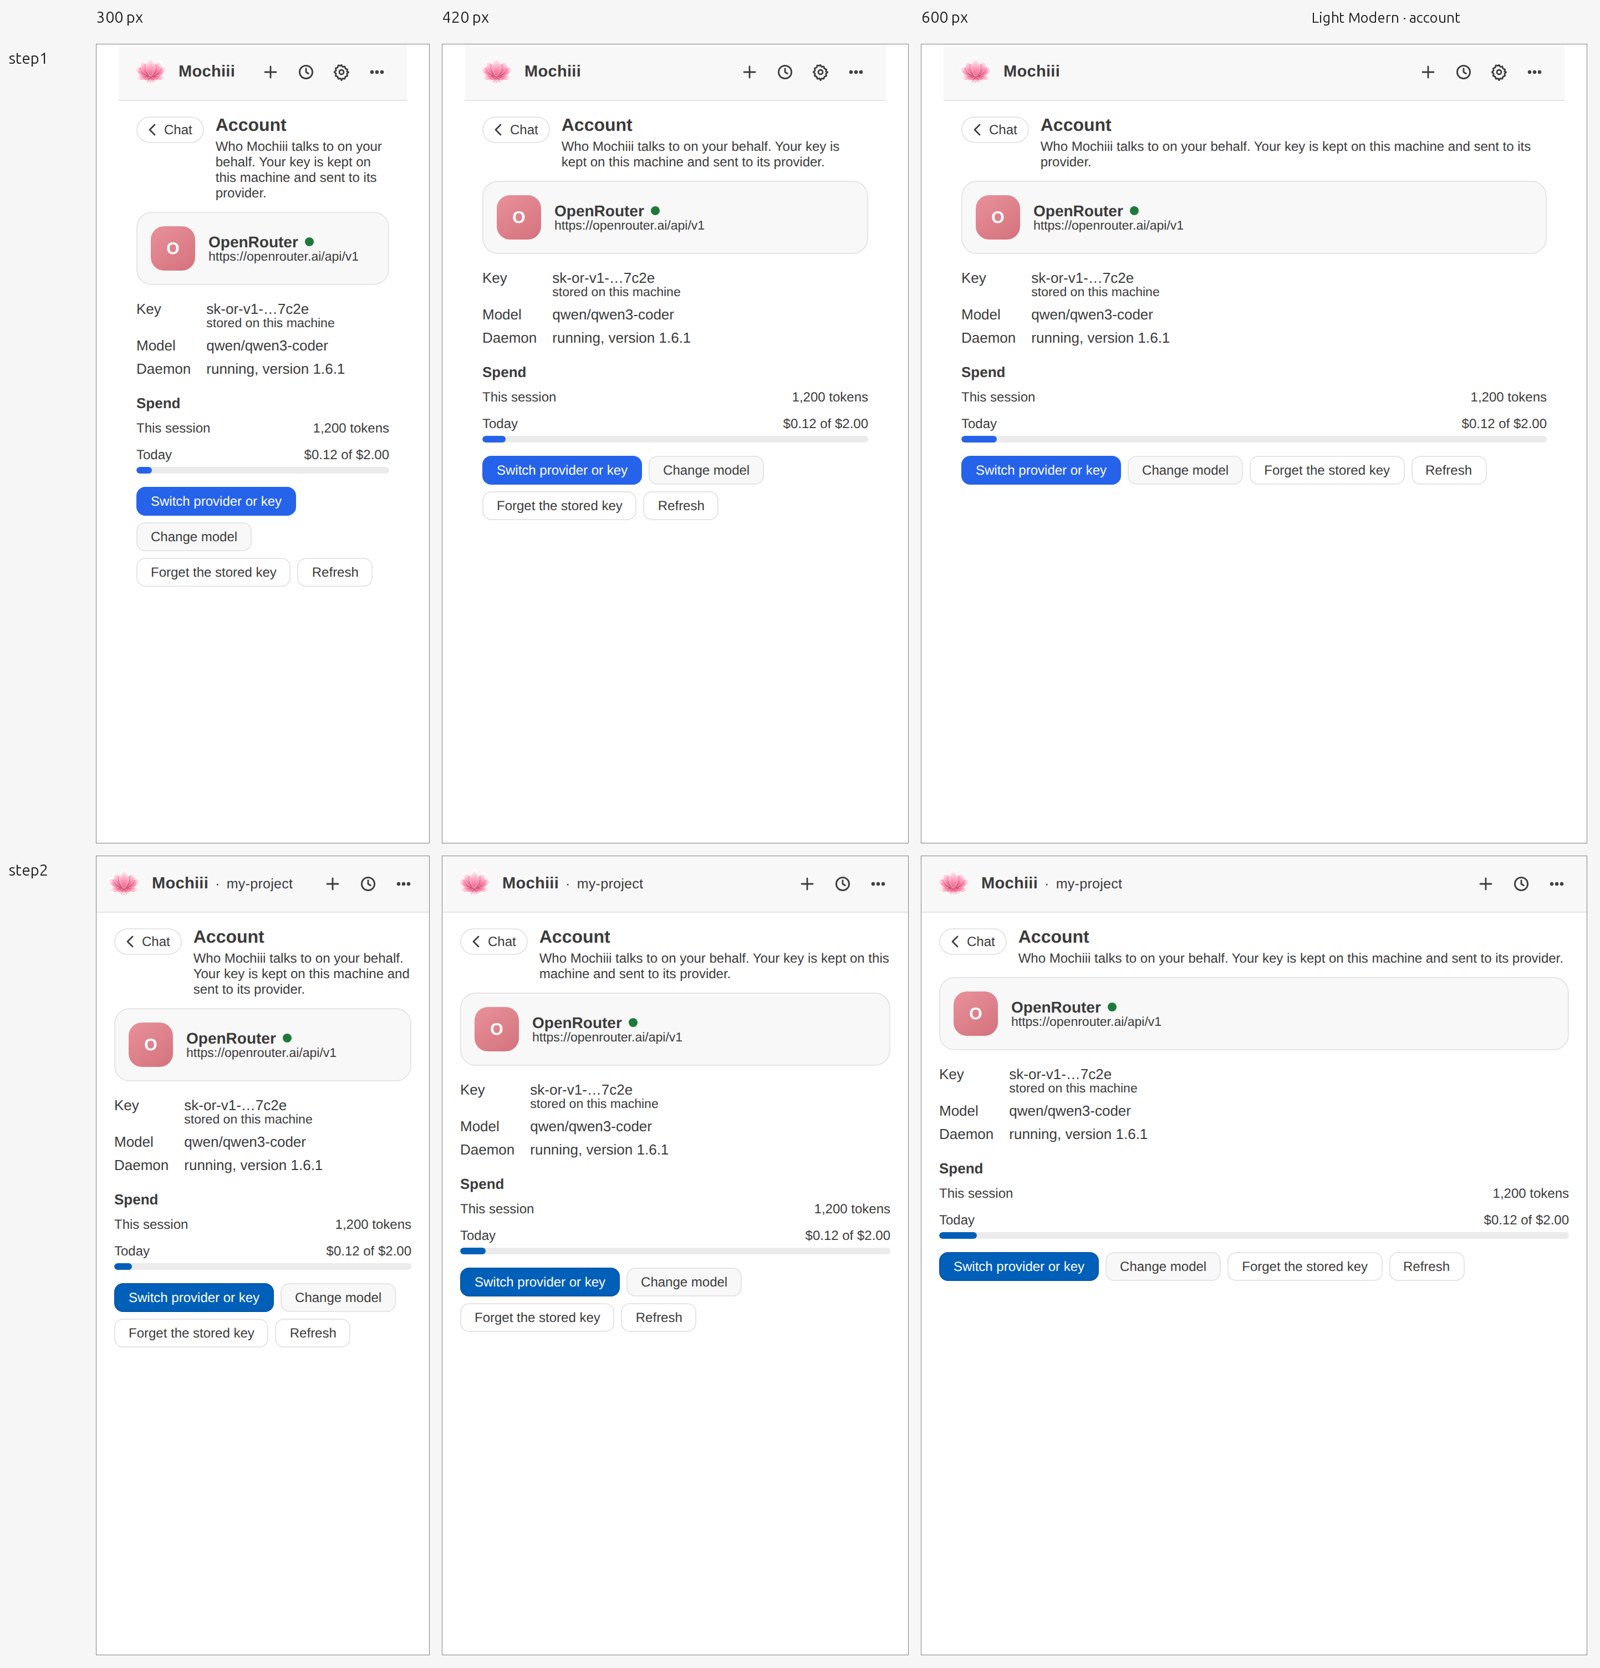 300 px
420 px
600 px
Light Modern · account
step1
Mochiii
Chat
Account
Who Mochiii talks to on your
behalf. Your key is kept on
this machine and sent to its
provider.
O
OpenRouter
https://openrouter.ai/api/v1
Key
sk-or-v1-…7c2e
stored on this machine
Model
qwen/qwen3-coder
Daemon
running, version 1.6.1
Spend
This session
1,200 tokens
Today
$0.12 of $2.00
Switch provider or key
Change model
Forget the stored key
Refresh
Mochiii
Chat
Account
Who Mochiii talks to on your behalf. Your key is
kept on this machine and sent to its provider.
O
OpenRouter
https://openrouter.ai/api/v1
Key
sk-or-v1-…7c2e
stored on this machine
Model
qwen/qwen3-coder
Daemon
running, version 1.6.1
Spend
This session
1,200 tokens
Today
$0.12 of $2.00
Switch provider or key
Change model
Forget the stored key
Refresh
Mochiii
Chat
Account
Who Mochiii talks to on your behalf. Your key is kept on this machine and sent to its
provider.
O
OpenRouter
https://openrouter.ai/api/v1
Key
sk-or-v1-…7c2e
stored on this machine
Model
qwen/qwen3-coder
Daemon
running, version 1.6.1
Spend
This session
1,200 tokens
Today
$0.12 of $2.00
Switch provider or key
Change model
Forget the stored key
Refresh
step2
Mochiii · my-project
Chat
Account
Who Mochiii talks to on your behalf.
Your key is kept on this machine and
sent to its provider.
O
OpenRouter
https://openrouter.ai/api/v1
Key
sk-or-v1-…7c2e
stored on this machine
Model
qwen/qwen3-coder
Daemon
running, version 1.6.1
Spend
This session
1,200 tokens
Today
$0.12 of $2.00
Switch provider or key
Change model
Forget the stored key
Refresh
Mochiii · my-project
Chat
Account
Who Mochiii talks to on your behalf. Your key is kept on this
machine and sent to its provider.
O
OpenRouter
https://openrouter.ai/api/v1
Key
sk-or-v1-…7c2e
stored on this machine
Model
qwen/qwen3-coder
Daemon
running, version 1.6.1
Spend
This session
1,200 tokens
Today
$0.12 of $2.00
Switch provider or key
Change model
Forget the stored key
Refresh
Mochiii · my-project
Chat
Account
Who Mochiii talks to on your behalf. Your key is kept on this machine and sent to its provider.
O
OpenRouter
https://openrouter.ai/api/v1
Key
sk-or-v1-…7c2e
stored on this machine
Model
qwen/qwen3-coder
Daemon
running, version 1.6.1
Spend
This session
1,200 tokens
Today
$0.12 of $2.00
Switch provider or key
Change model
Forget the stored key
Refresh